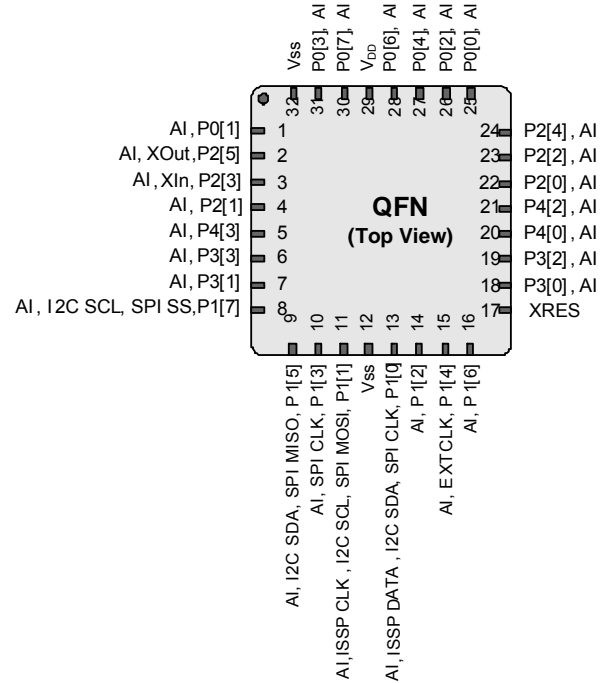 Vss
P0[3], AI
P0[7], AI
VDD
P0[6], AI
P0[4], AI
P0[2], AI
P0[0], AI
32
31
30
29
28
27
26
25
AI, P0[1]
1
AI, XOut, P2[5]
2
AI, XIn, P2[3]
3
AI, P2[1]
4
AI, P4[3]
5
AI, P3[3]
6
AI, P3[1]
7
AI, I2C SCL, SPI SS, P1[7]
8
QFN
(Top View)
24
P2[4], AI
23
P2[2], AI
22
P2[0], AI
21
P4[2], AI
20
P4[0], AI
19
P3[2], AI
18
P3[0], AI
17
XRES
9
10
11
12
13
14
15
16
AI, I2C SDA, SPI MISO, P1[5]
AI, SPI CLK, P1[3]
AI, ISSP CLK, I2C SCL, SPI MOSI, P1[1]
Vss
AI, ISSP DATA, I2C SDA, SPI CLK, P1[0]
AI, P1[2]
AI, EXTCLK, P1[4]
AI, P1[6]